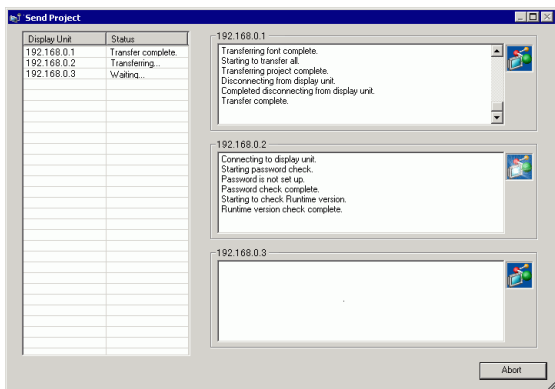 Send Project
Display Unit Status
192.168.0.1 Transfer complete.
192.168.0.2 Transferring...
192.168.0.3 Waiting...
192.168.0.1
Transferring font complete.
Starting to transfer all.
Transferring project complete.
Disconnecting from display unit.
Completed disconnecting from display unit.
Transfer complete.
192.168.0.2
Connecting to display unit.
Starting password check.
Password is not set up.
Password check complete.
Starting to check Runtime version.
Runtime version check complete.
192.168.0.3
Abort